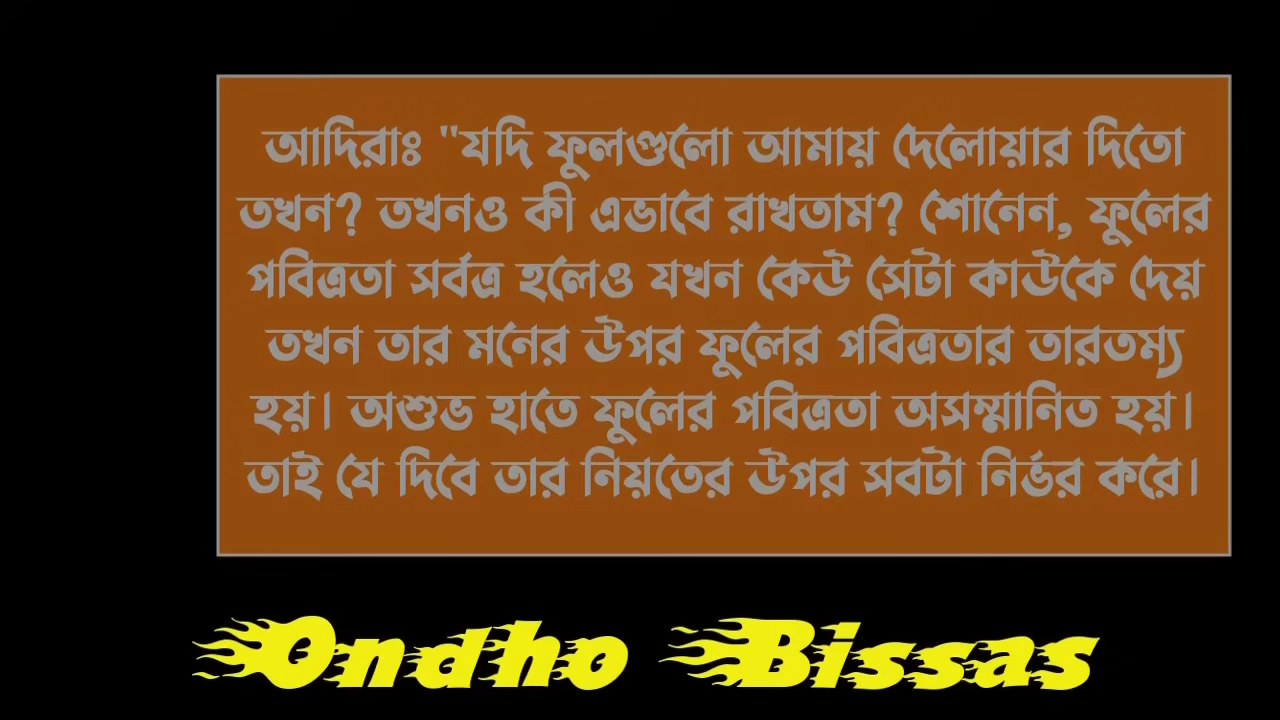 আদিরাঃ "যদি ফুলগুলো আমায় দেলোয়ার দিতো
তখন? তখনও কী এভাবে রাখতাম? শোনেন, ফুলের
পবিত্রতা সর্বত্র হলেও যখন কেউ সেটা কাউকে দেয়
তখন তার মনের উপর ফুলের পবিত্রতার তারতম্য
হয়। অশুভ হাতে ফুলের পবিত্রতা অসম্মানিত হয়।
তাই যে দিবে তার নিয়তের উপর সবটা নির্ভর করে।
Ondho Bissas